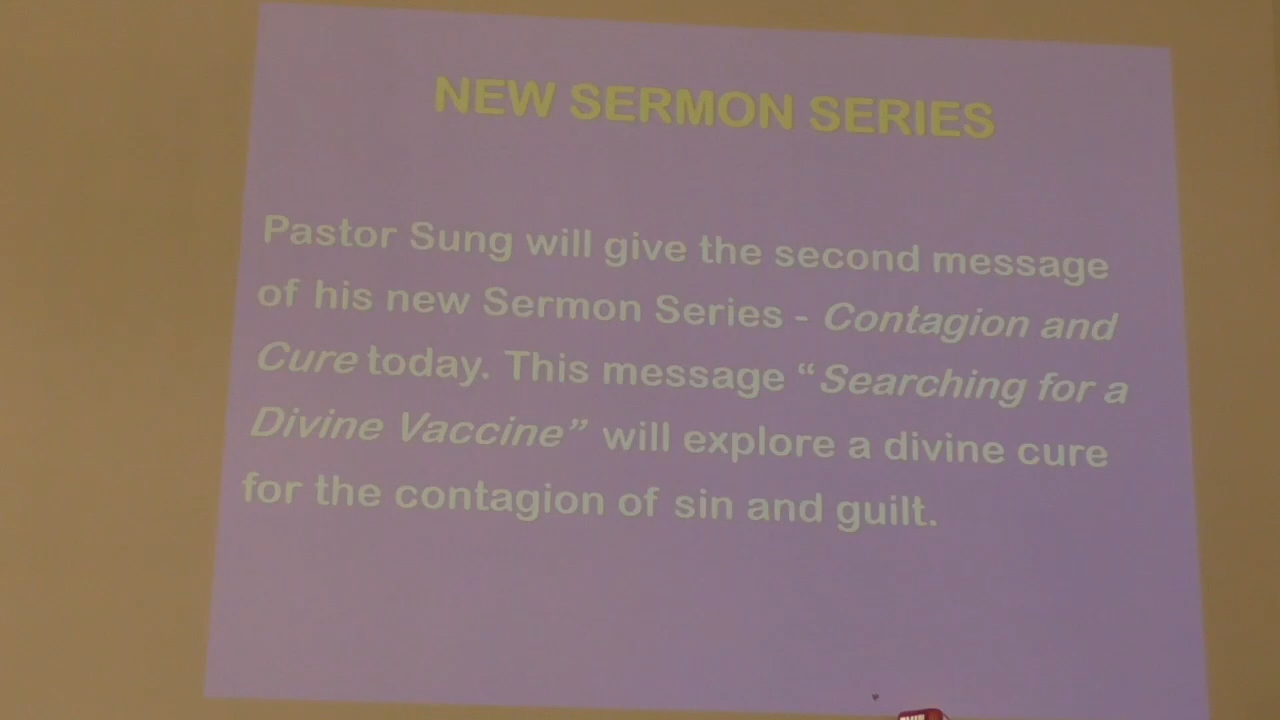 NEW SERMON SERIES
Pastor Sung will give the second message
of his new Sermon Series - Contagion and
Cure today. This message “Searching for a
Divine Vaccine” will explore a divine cure
for the contagion of sin and guilt.